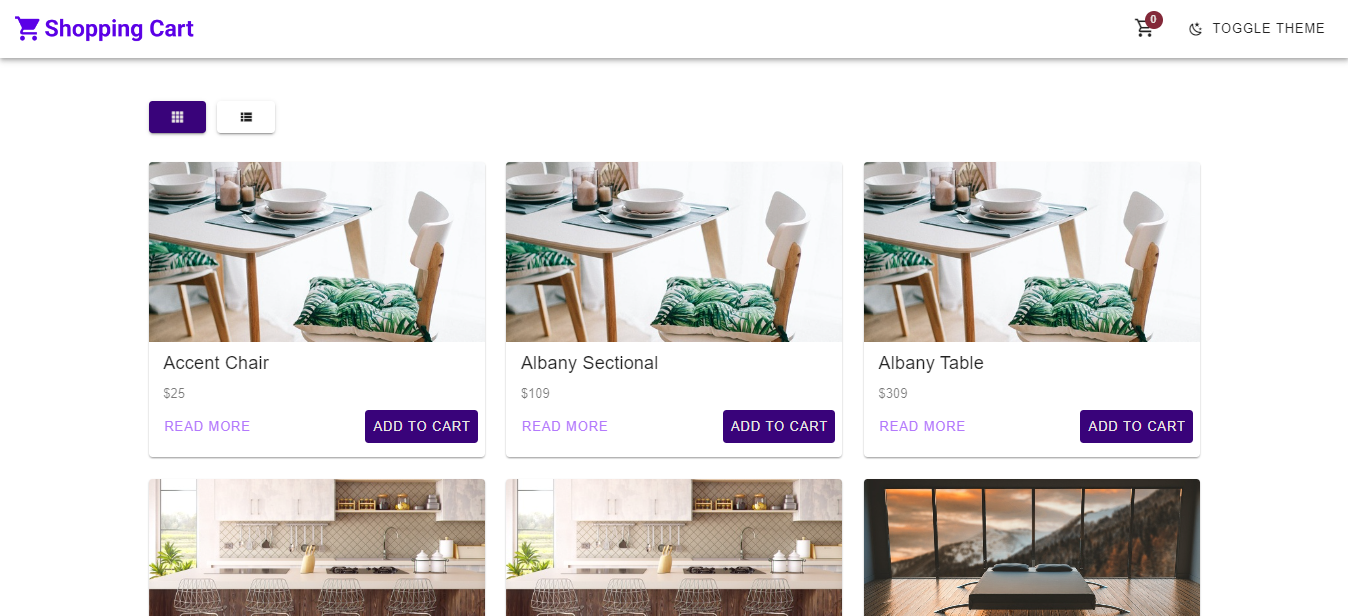 Shopping Cart
0
TOGGLE THEME
Accent Chair
$25
READ MORE
ADD TO CART
Albany Sectional
$109
READ MORE
ADD TO CART
Albany Table
$309
READ MORE
ADD TO CART